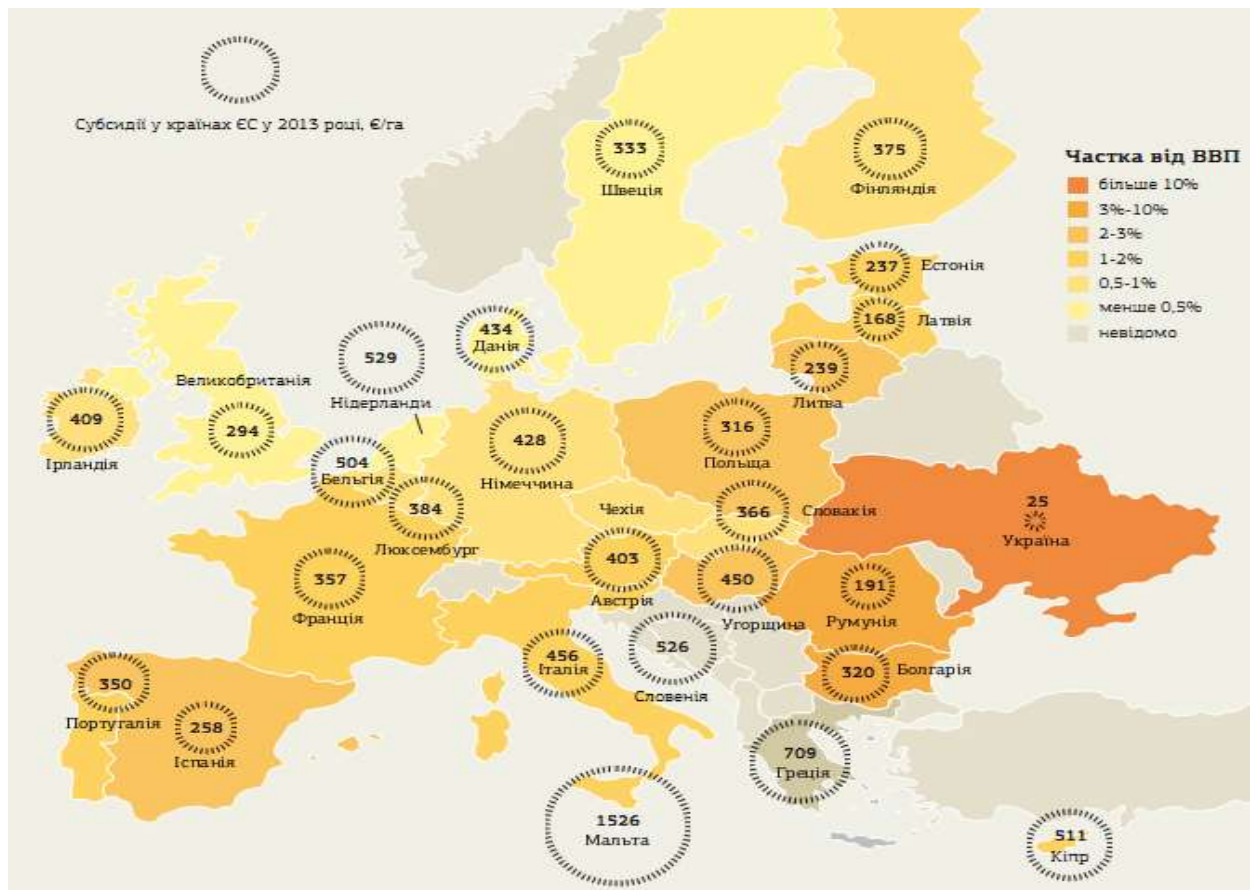 Субсидії у країнах ЄС у 2013 році, €/га
Частка від ВВП
більше 10%
3%-10%
2-3%
1-2%
0,5-1%
менше 0,5%
невідомо
333
Швеція
375
Фінляндія
237
Естонія
168
Латвія
239
Литва
434
Данія
529
Нідерланди
Великобританія
294
409
Ірландія
504
Бельгія
384
Люксембург
428
Німеччина
316
Польща
Чехія
366
Словакія
25
Україна
357
Франція
403
Австрія
450
Угорщина
191
Румунія
320
Болгарія
456
Італія
526
Словенія
350
Португалія
258
Іспанія
709
Греція
1526
Мальта
511
Кіпр